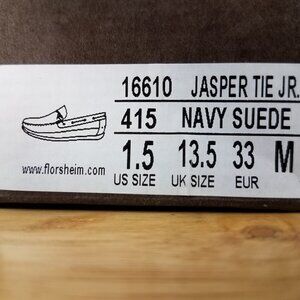 16610 JASPER TIE JR.
415 NAVY SUEDE
1.5 13.5 33 M
US SIZE UK SIZE EUR
www.florsheim.com